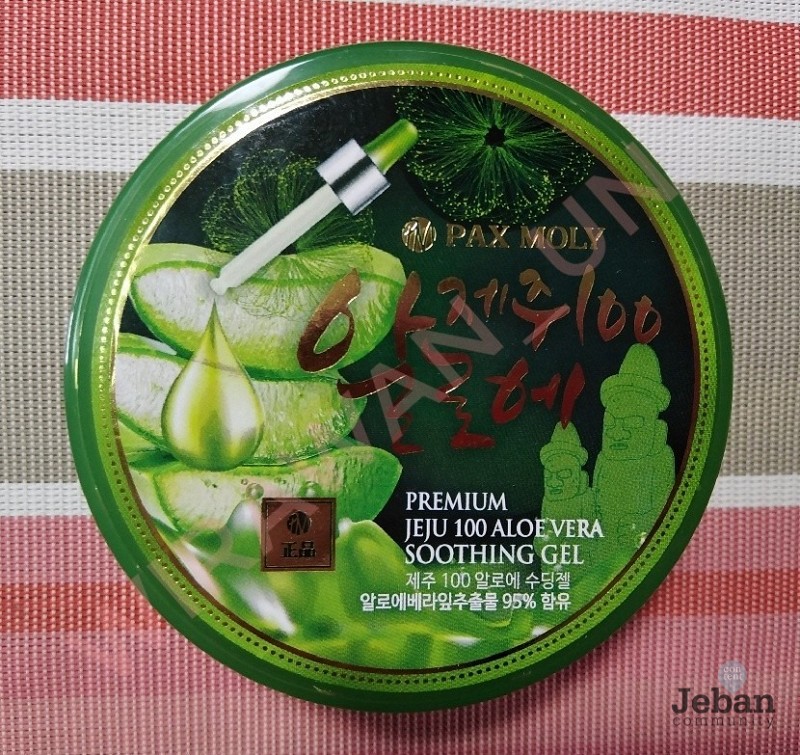 PAX MOLY
제주100
알로에
PREMIUM
JEJU 100 ALOE VERA
SOOTHING GEL
제주 100 알로에 수딩젤
알로에베라잎추출물 95% 함유
正品
content
Jeban
community